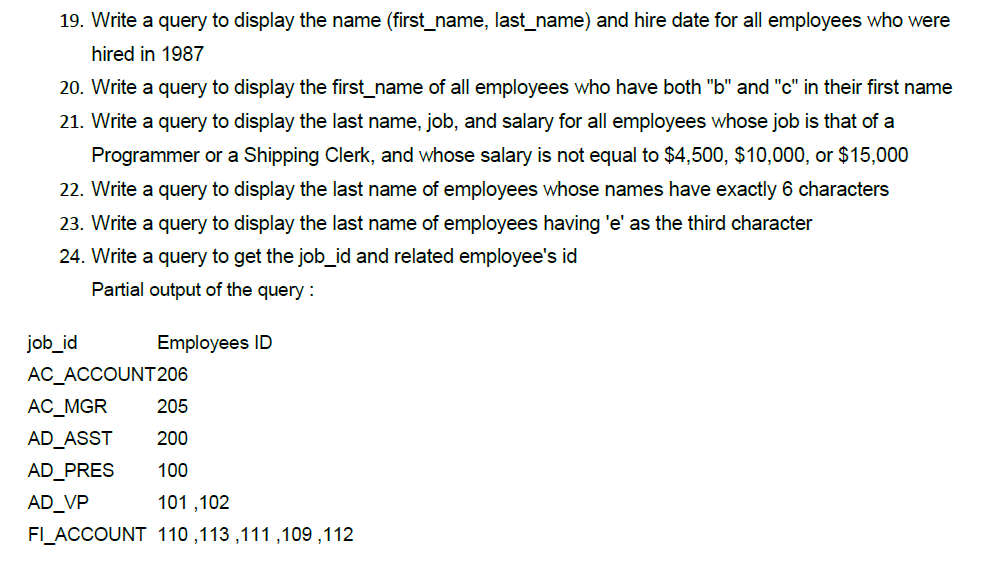 19. Write a query to display the name (first_name, last_name) and hire date for all employees who were
hired in 1987
20. Write a query to display the first_name of all employees who have both "b" and "c" in their first name
21. Write a query to display the last name, job, and salary for all employees whose job is that of a
Programmer or a Shipping Clerk, and whose salary is not equal to $4,500, $10,000, or $15,000
22. Write a query to display the last name of employees whose names have exactly 6 characters
23. Write a query to display the last name of employees having 'e' as the third character
24. Write a query to get the job_id and related employee's id
Partial output of the query :
job_id Employees ID
AC_ACCOUNT206
AC_MGR 205
AD_ASST 200
AD_PRES 100
AD_VP 101 ,102
FI_ACCOUNT 110 ,113 ,111 ,109 ,112